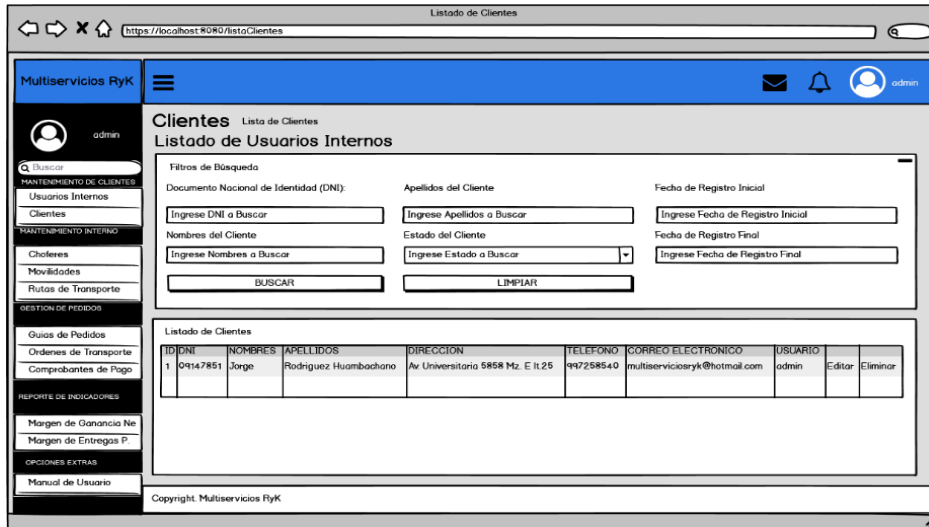 Listado de Clientes
https://localhost:8080/listaClientes
Multiservicios RyK
admin
admin
Buscar
MANTENIMIENTO DE CLIENTES
Usuarios Internos
Clientes
MANTENIMIENTO INTERNO
Choferes
Movilidades
Rutas de Transporte
GESTION DE PEDIDOS
Guias de Pedidos
Ordenes de Transporte
Comprobantes de Pago
REPORTE DE INDICADORES
Margen de Ganancia Ne
Margen de Entregas P.
OPCIONES EXTRAS
Manual de Usuario
Clientes Lista de Clientes
Listado de Usuarios Internos
Filtros de Búsqueda
Documento Nacional de Identidad (DNI): Apellidos del Cliente Fecha de Registro Inicial
Ingrese DNI a Buscar Ingrese Apellidos a Buscar Ingrese Fecha de Registro Inicial
Nombres del Cliente Estado del Cliente Fecha de Registro Final
Ingrese Nombres a Buscar Ingrese Estado a Buscar Ingrese Fecha de Registro Final
BUSCAR LIMPIAR
Listado de Clientes
ID DNI NOMBRES APELLIDOS DIRECCION TELEFONO CORREO ELECTRONICO USUARIO
1 09147851 Jorge Rodriguez Huambachano Av Universitaria 5858 Mz. E lt.25 997258540 multiserviciosryk@hotmail.com admin Editar Eliminar
Copyright. Multiservicios RyK